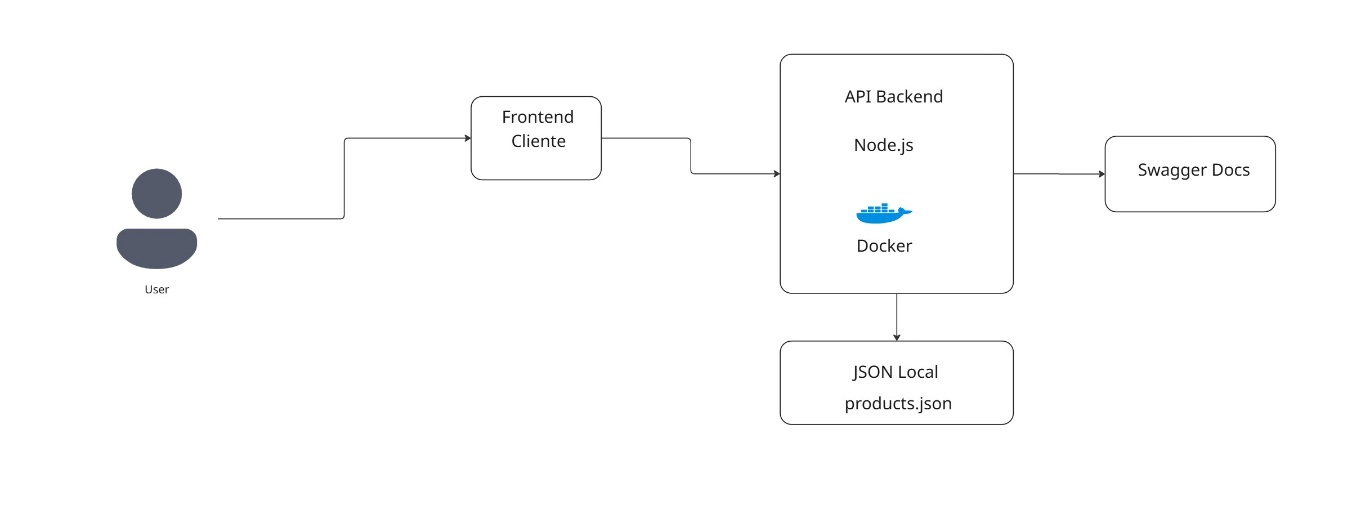 User
Frontend
Cliente
API Backend
Node.js
Docker
Swagger Docs
JSON Local
products.json